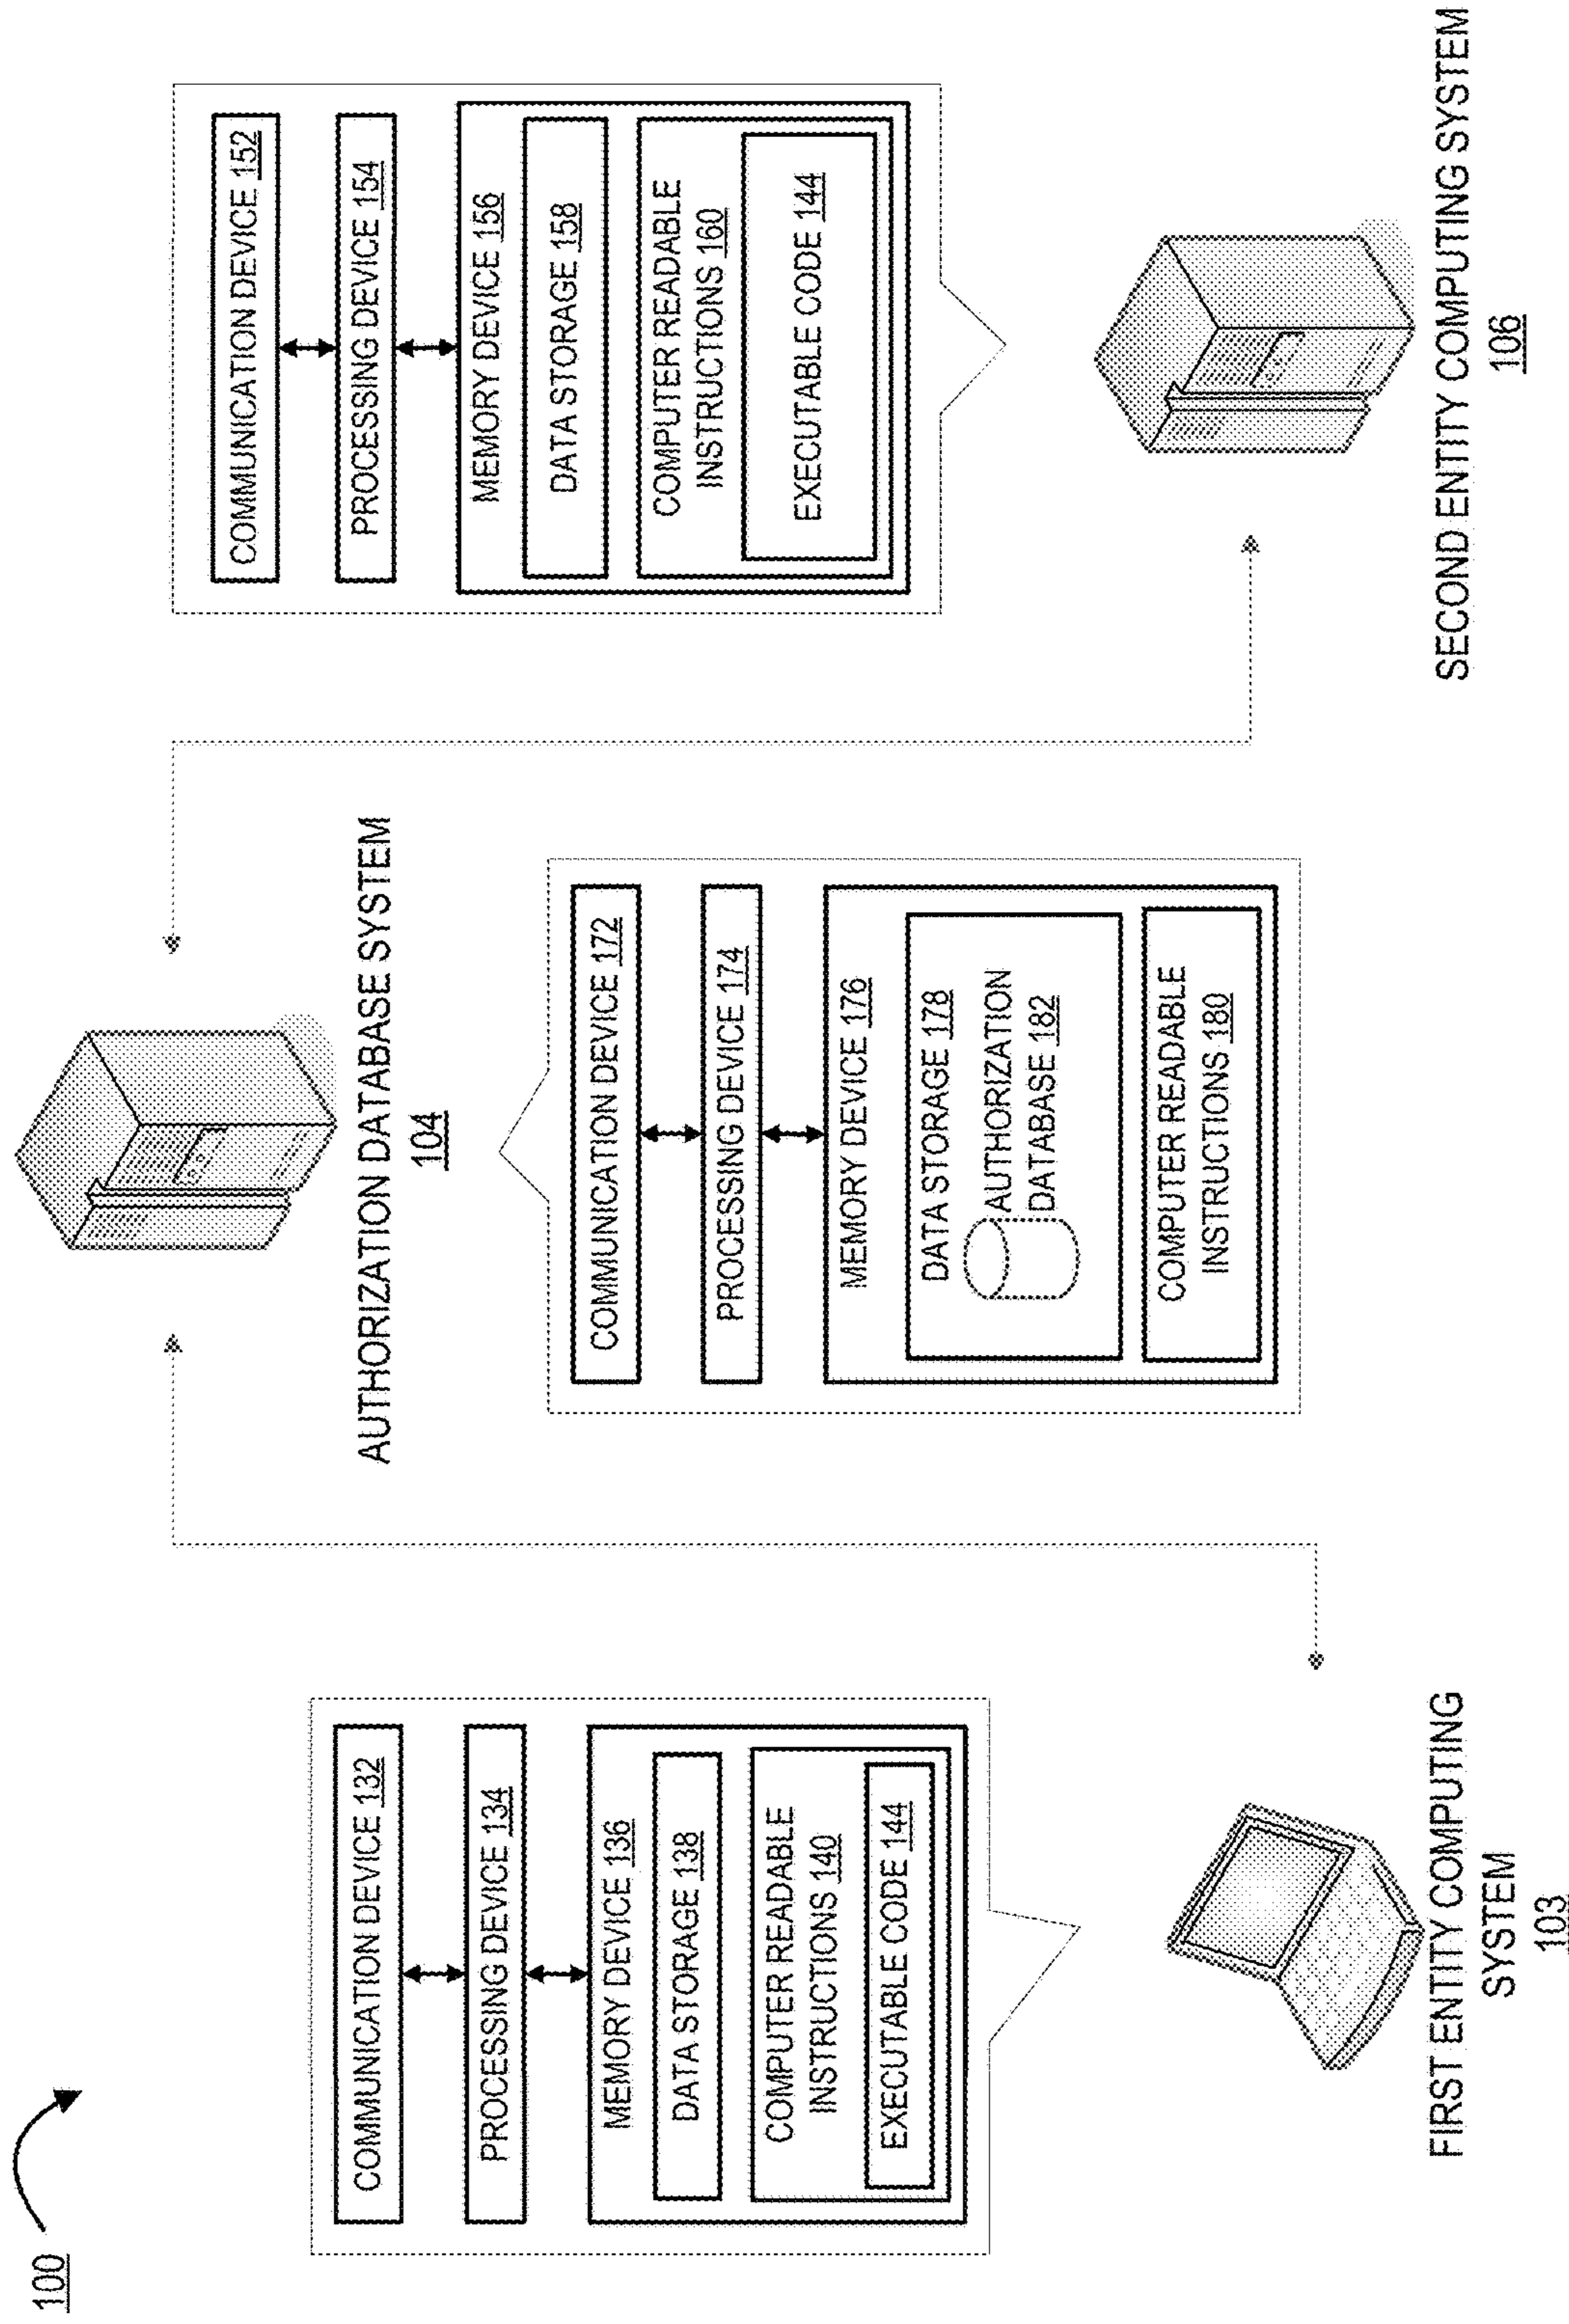 100
COMMUNICATION DEVICE 132
PROCESSING DEVICE 134
MEMORY DEVICE 136
DATA STORAGE 138
COMPUTER READABLE
INSTRUCTIONS 140
EXECUTABLE CODE 144
FIRST ENTITY COMPUTING
SYSTEM
103
AUTHORIZATION DATABASE SYSTEM
104
COMMUNICATION DEVICE 172
PROCESSING DEVICE 174
MEMORY DEVICE 176
DATA STORAGE 178
AUTHORIZATION
DATABASE 182
COMPUTER READABLE
INSTRUCTIONS 180
COMMUNICATION DEVICE 152
PROCESSING DEVICE 154
MEMORY DEVICE 156
DATA STORAGE 158
COMPUTER READABLE
INSTRUCTIONS 160
EXECUTABLE CODE 144
SECOND ENTITY COMPUTING SYSTEM
106